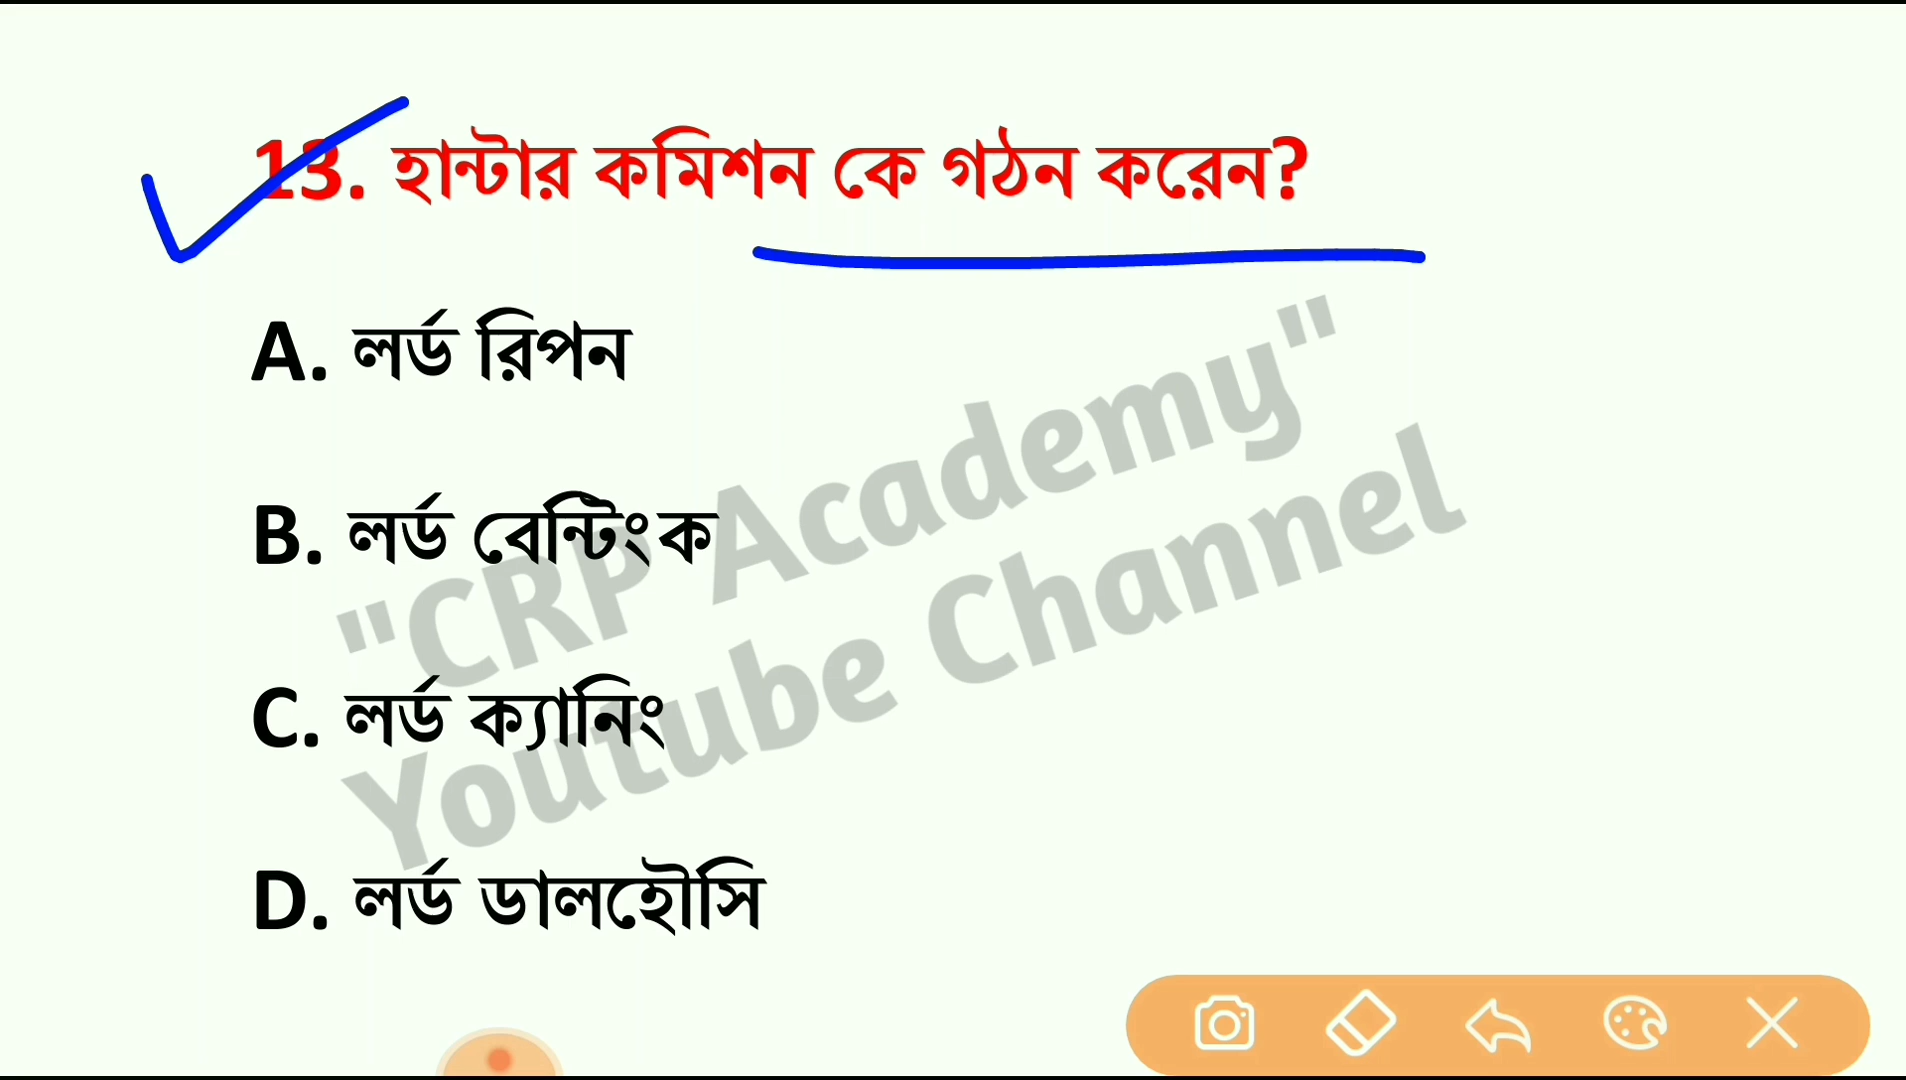 13. হান্টার কমিশন কে গঠন করেন?
A. লর্ড রিপন
B. লর্ড বেন্টিংক
C. লর্ড ক্যানিং
D. লর্ড ডালহৌসি
"CRP Academy"
Youtube Channel